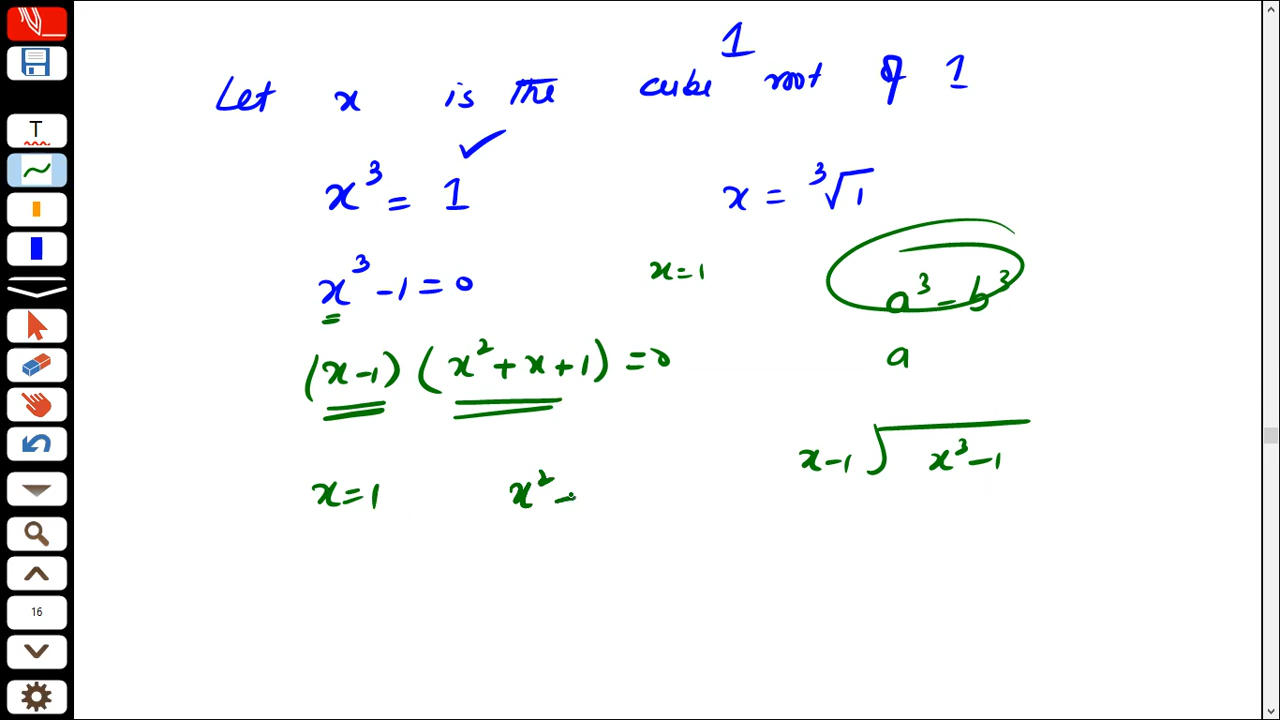 1
Let x is the cube root of 1
x³ = 1 ✓
x = ³√1
x³ - 1 = 0
x = 1
a³ - b³
(x-1) (x² + x + 1) = 0
a
x-1 ) x³ - 1
x = 1
x² -
T
16